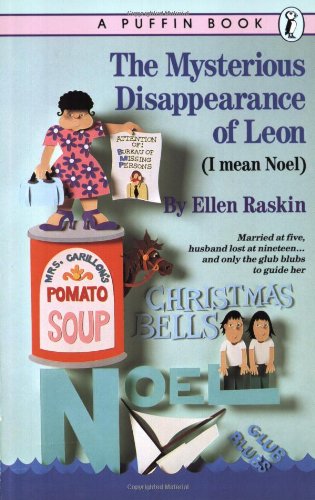 A PUFFIN BOOK
The Mysterious
Disappearance
of Leon
(I mean Noel)
By Ellen Raskin
Married at five,
husband lost at nineteen...
and only the glub blubs
to guide her
ATTENTION OF:
BUREAU OF
MISSING
PERSONS
MRS. CARILLON'S
POMATO
SOUP
CHRISTMAS
BELLS
NOEL
GLUB
BLUBS